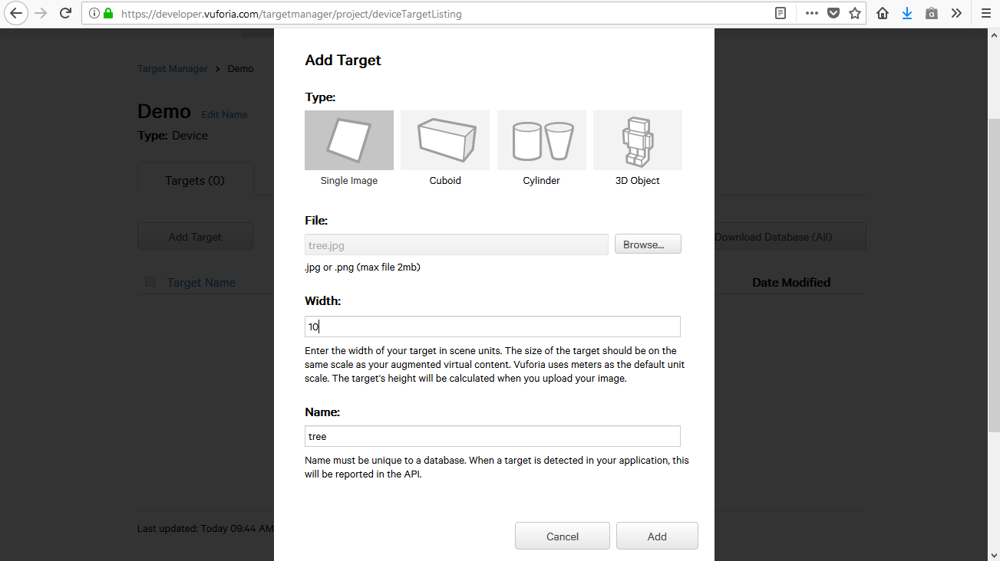 https://developer.vuforia.com/targetmanager/project/deviceTargetListing
Target Manager > Demo
Demo Edit Name
Type: Device
Targets (0)
Add Target
Download Database (All)
Target Name
Date Modified
Last updated: Today 09:44 AM
Add Target
Type:
Single Image
Cuboid
Cylinder
3D Object
File:
tree.jpg
Browse...
.jpg or .png (max file 2mb)
Width:
10
Enter the width of your target in scene units. The size of the target should be on the
same scale as your augmented virtual content. Vuforia uses meters as the default unit
scale. The target's height will be calculated when you upload your image.
Name:
tree
Name must be unique to a database. When a target is detected in your application, this
will be reported in the API.
Cancel
Add